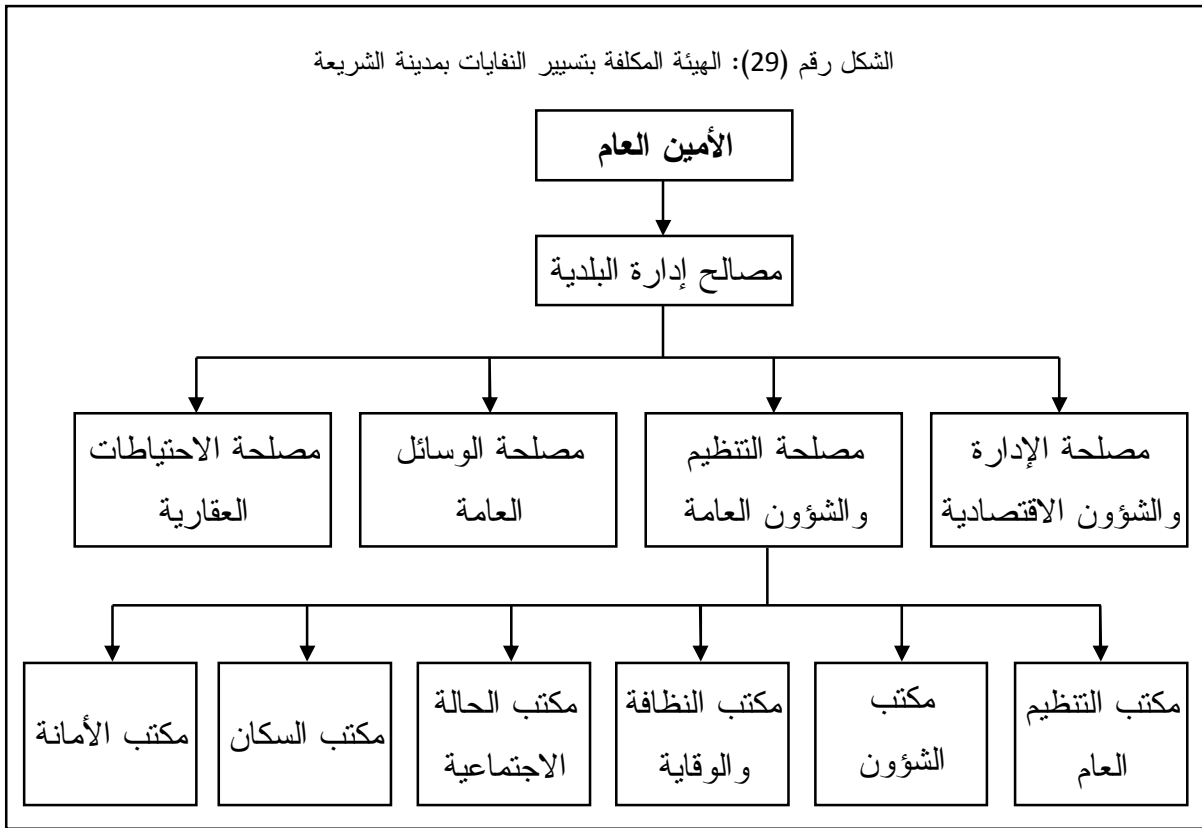 الشكل رقم (29): الهيئة المكلفة بتسيير النفايات بمدينة الشريعة
الأمين العام
مصالح إدارة البلدية
مصلحة الإدارة
والشؤون الاقتصادية
مصلحة التنظيم
والشؤون العامة
مصلحة الوسائل
العامة
مصلحة الاحتياطات
العقارية
مكتب التنظيم
العام
مكتب
الشؤون
مكتب النظافة
والوقاية
مكتب الحالة
الاجتماعية
مكتب السكان
مكتب الأمانة